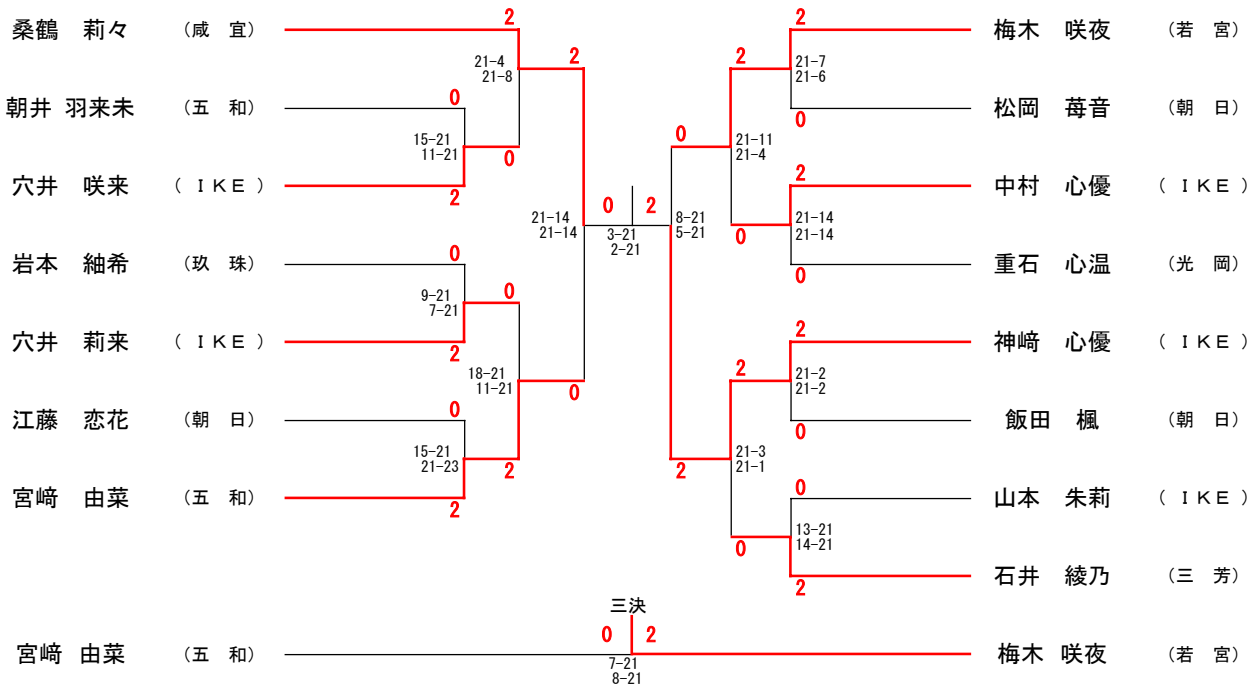 桑鶴 莉々 (咸 宜) 2 2 梅木 咲夜 (若 宮)
21-4 2 2 21-7
21-8 21-6
朝井 羽来未 (五 和) 0 0 松岡 苺音 (朝 日)
15-21 0 21-11
11-21 0 21-4
穴井 咲来 ( IKE ) 2 2 中村 心優 ( IKE )
21-14 0 2 8-21 0 21-14
21-14 3-21 5-21 21-14
2-21
岩本 紬希 (玖 珠) 0 0 重石 心温 (光 岡)
9-21 0
7-21
穴井 莉来 ( IKE ) 2 2 神﨑 心優 ( IKE )
18-21 0 2 21-2
11-21 21-2
江藤 恋花 (朝 日) 0 0 飯田 楓 (朝 日)
15-21 2 2 21-3
21-23 21-1
宮﨑 由菜 (五 和) 2 0 山本 朱莉 ( IKE )
0 13-21
14-21
2 石井 綾乃 (三 芳)
三決
0 2
宮﨑 由菜 (五 和) 梅木 咲夜 (若 宮)
7-21
8-21